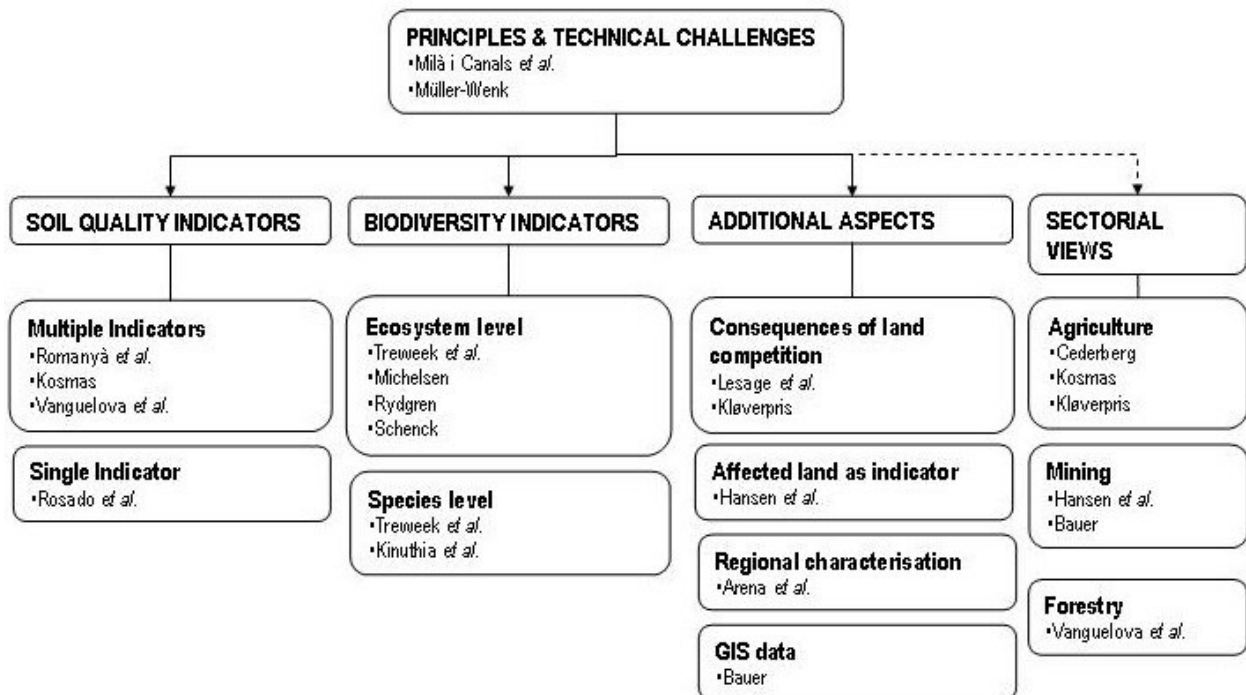 PRINCIPLES & TECHNICAL CHALLENGES
•Milà i Canals et al.
•Müller-Wenk
SOIL QUALITY INDICATORS
Multiple Indicators
•Romanyà et al.
•Kosmas
•Vanguelova et al.
Single Indicator
•Rosado et al.
BIODIVERSITY INDICATORS
Ecosystem level
•Treweek et al.
•Michelsen
•Rydgren
•Schenck
Species level
•Treweek et al.
•Kinuthia et al.
ADDITIONAL ASPECTS
Consequences of land
competition
•Lesage et al.
•Kløverpris
Affected land as indicator
•Hansen et al.
Regional characterisation
•Arena et al.
GIS data
•Bauer
SECTORIAL
VIEWS
Agriculture
•Cederberg
•Kosmas
•Kløverpris
Mining
•Hansen et al.
•Bauer
Forestry
•Vanguelova et al.